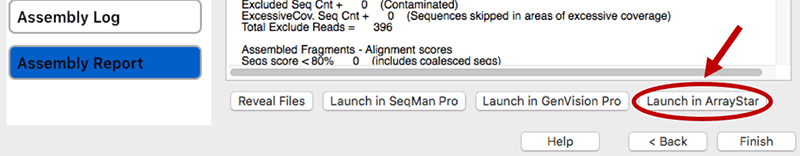 Assembly Log
Assembly Report
Excluded Seq Cnt + 0 (Contaminated)
ExcessiveCov. Seq Cnt + 0 (Sequences skipped in areas of excessive coverage)
Total Exclude Reads = 396
Assembled Fragments - Alignment scores
Seqs score < 80% 0 (includes coalesced seqs)
Reveal Files
Launch in SeqMan Pro
Launch in GenVision Pro
Launch in ArrayStar
Help
< Back
Finish